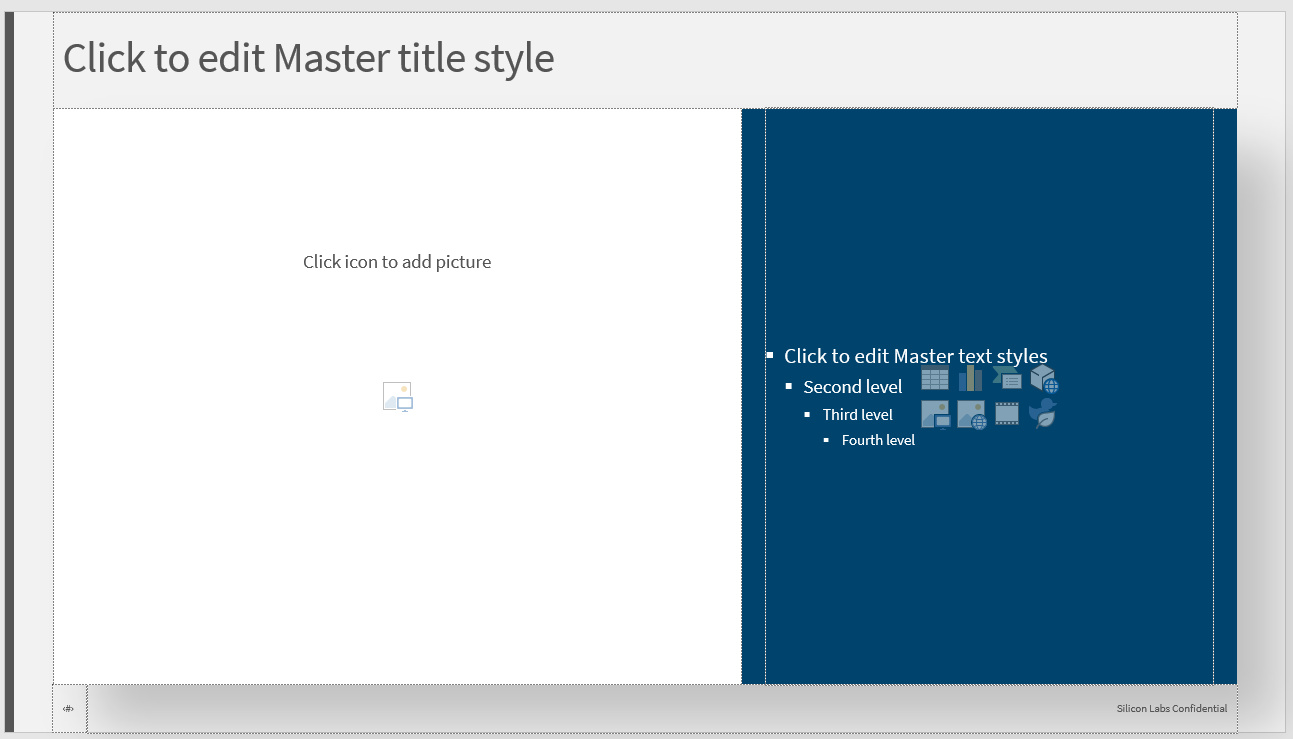 Click to edit Master title style
Click icon to add picture
Click to edit Master text styles
Second level
Third level
Fourth level
‹#›
Silicon Labs Confidential